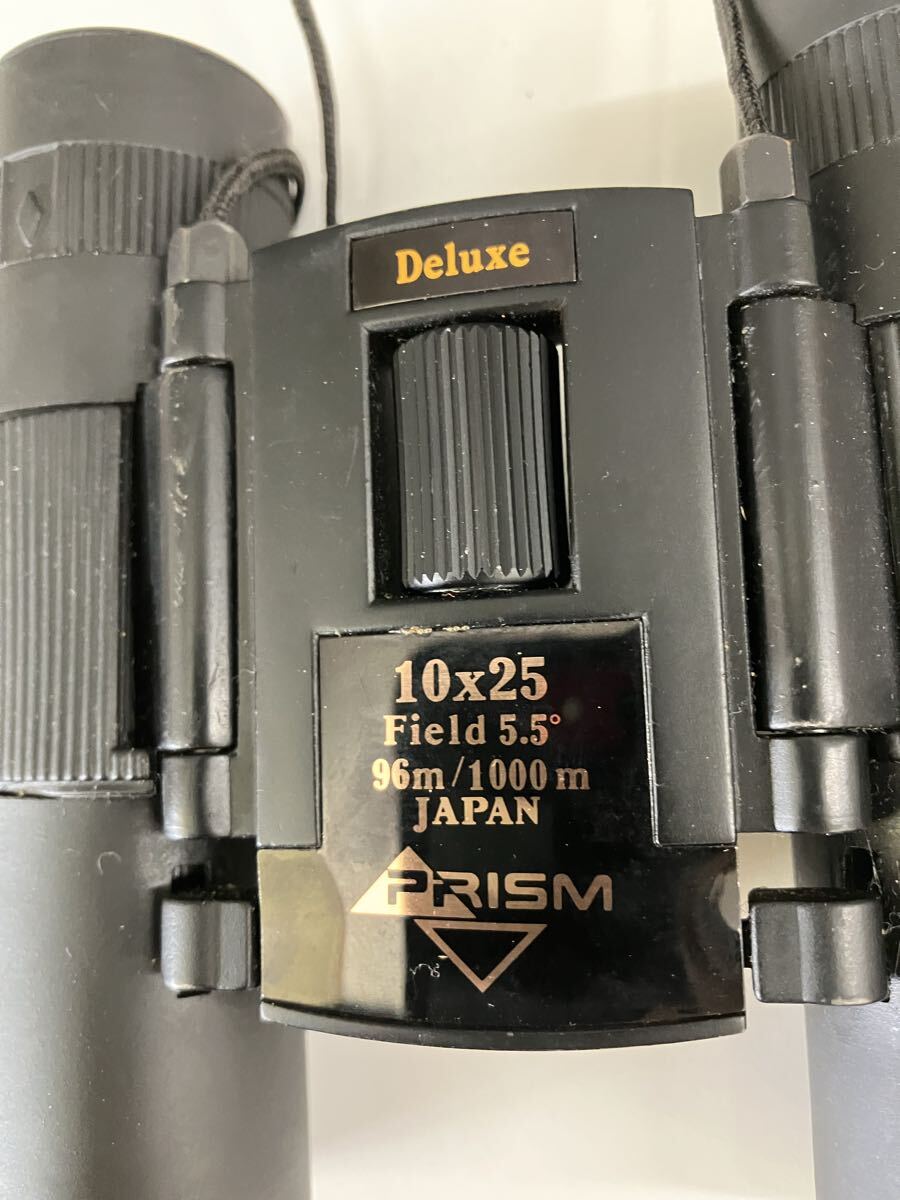 Deluxe
10x25
Field 5.5°
96m/1000m
JAPAN
PRISM